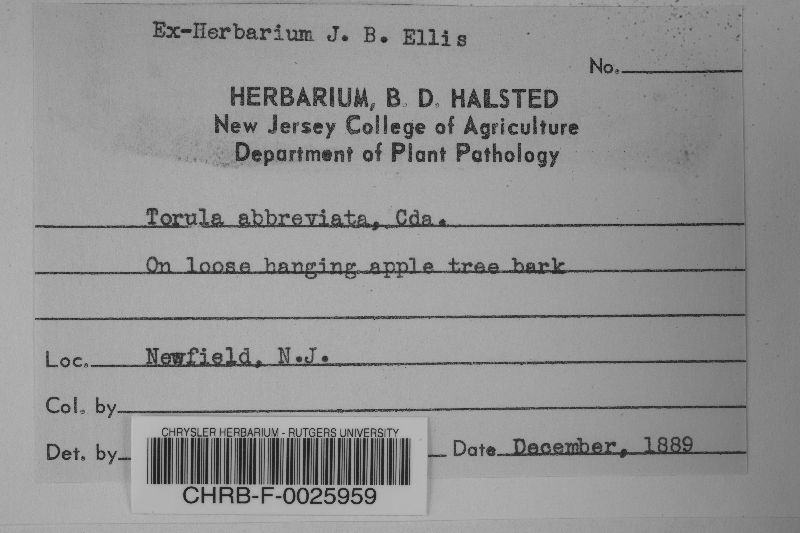 Ex-Herbarium J. B. Ellis
No.
HERBARIUM, B. D. HALSTED
New Jersey College of Agriculture
Department of Plant Pathology
Torula abbreviata, Cda.
On loose hanging apple tree bark
Loc. Newfield, N.J.
Col. by
Det. by Date December, 1889
CHRYSLER HERBARIUM - RUTGERS UNIVERSITY
CHRB-F-0025959